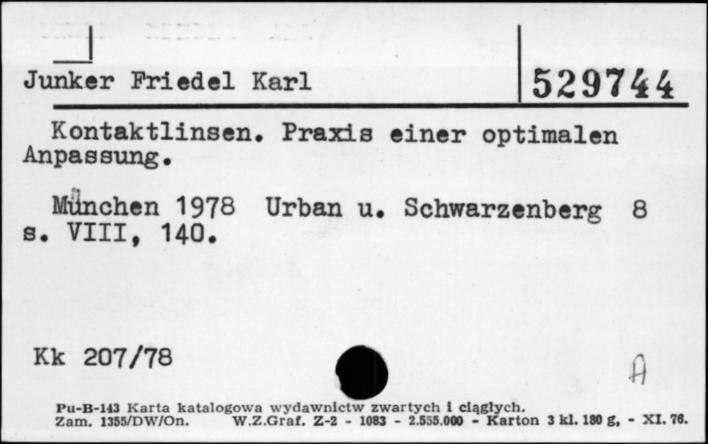 Junker Friedel Karl 529744
Kontaktlinsen. Praxis einer optimalen
Anpassung.
München 1978 Urban u. Schwarzenberg 8
s. VIII, 140.
Kk 207/78
A
Pu-B-143 Karta katalogowa wydawnictw zwartych i ciągłych.
Zam. 1355/DW/On. W.Z.Graf. Z-2 - 1083 - 2.555.000 - Karton 3 kl. 180 g, - XI. 76.